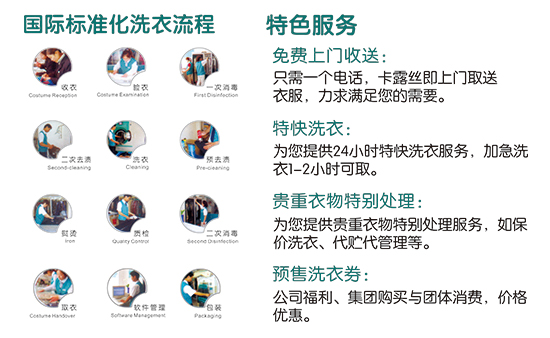 国际标准化洗衣流程
收衣
Costume Reception
验衣
Costume Examination
一次消毒
First Disinfection
二次去渍
Second-cleaning
洗衣
Cleaning
预去渍
Pre-cleaning
熨烫
Iron
质检
Quality Control
二次消毒
Second Disinfection
取衣
Costume Handover
软件管理
Software Management
包装
Packaging
特色服务
免费上门收送：
只需一个电话，卡露丝即上门取送
衣服，力求满足您的需要。
特快洗衣：
为您提供24小时特快洗衣服务，加急洗
衣1-2小时可取。
贵重衣物特别处理：
为您提供贵重衣物特别处理服务，如保
价洗衣、代贮代管理等。
预售洗衣券：
公司福利、集团购买与团体消费，价格
优惠。